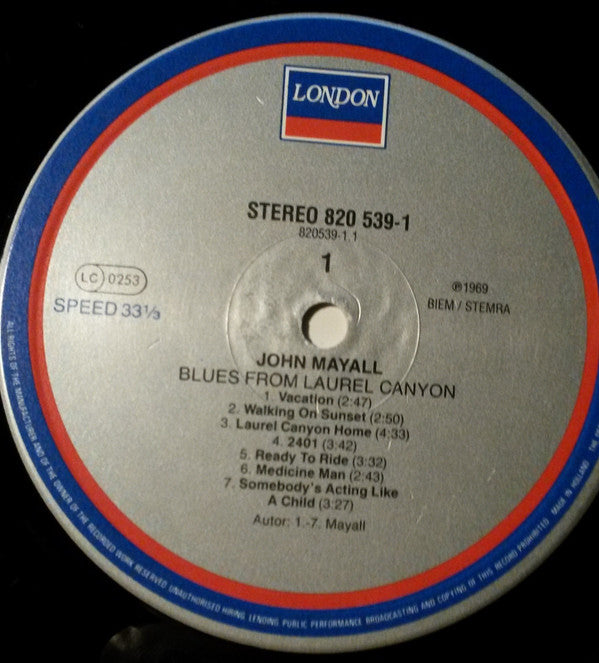 LONDON
STEREO 820 539-1
820539-1.1
1
LC 0253
SPEED 33⅓
℗1969
BIEM / STEMRA
JOHN MAYALL
BLUES FROM LAUREL CANYON
1. Vacation (2:47)
2. Walking On Sunset (2:50)
3. Laurel Canyon Home (4:33)
4. 2401 (3:42)
5. Ready To Ride (3:32)
6. Medicine Man (2:43)
7. Somebody's Acting Like
A Child (3:27)
Autor: 1.-7. Mayall
ALL RIGHTS OF THE MANUFACTURER AND OF THE OWNER OF THE RECORDED WORK RESERVED. UNAUTHORISED HIRING, LENDING, PUBLIC PERFORMANCE, BROADCASTING AND COPYING OF THIS RECORD PROHIBITED
MADE IN HOLLAND